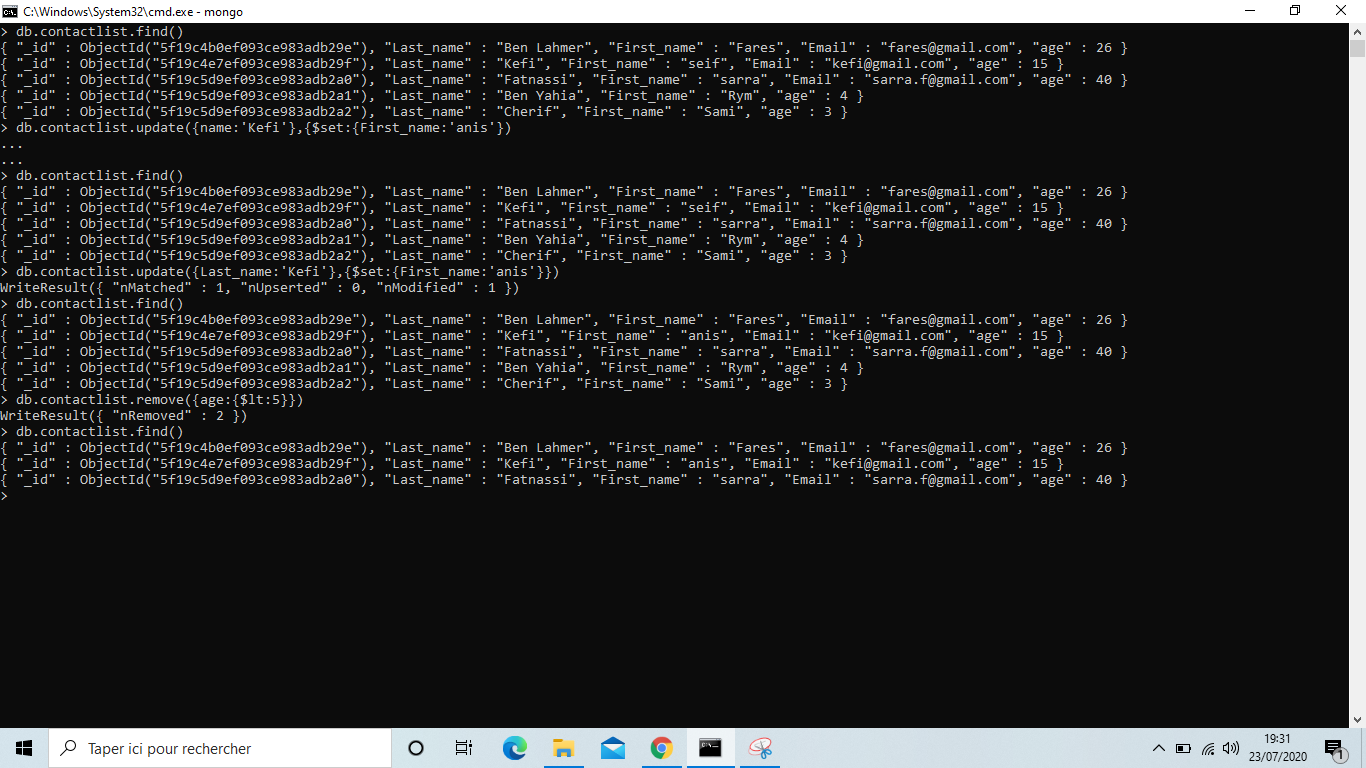 C:\Windows\System32\cmd.exe - mongo
> db.contactlist.find()
{ "_id" : ObjectId("5f19c4b0ef093ce983adb29e"), "Last_name" : "Ben Lahmer", "First_name" : "Fares", "Email" : "fares@gmail.com", "age" : 26 }
{ "_id" : ObjectId("5f19c4e7ef093ce983adb29f"), "Last_name" : "Kefi", "First_name" : "seif", "Email" : "kefi@gmail.com", "age" : 15 }
{ "_id" : ObjectId("5f19c5d9ef093ce983adb2a0"), "Last_name" : "Fatnassi", "First_name" : "sarra", "Email" : "sarra.f@gmail.com", "age" : 40 }
{ "_id" : ObjectId("5f19c5d9ef093ce983adb2a1"), "Last_name" : "Ben Yahia", "First_name" : "Rym", "age" : 4 }
{ "_id" : ObjectId("5f19c5d9ef093ce983adb2a2"), "Last_name" : "Cherif", "First_name" : "Sami", "age" : 3 }
> db.contactlist.update({name:'Kefi'},{$set:{First_name:'anis'})
...
...
> db.contactlist.find()
{ "_id" : ObjectId("5f19c4b0ef093ce983adb29e"), "Last_name" : "Ben Lahmer", "First_name" : "Fares", "Email" : "fares@gmail.com", "age" : 26 }
{ "_id" : ObjectId("5f19c4e7ef093ce983adb29f"), "Last_name" : "Kefi", "First_name" : "seif", "Email" : "kefi@gmail.com", "age" : 15 }
{ "_id" : ObjectId("5f19c5d9ef093ce983adb2a0"), "Last_name" : "Fatnassi", "First_name" : "sarra", "Email" : "sarra.f@gmail.com", "age" : 40 }
{ "_id" : ObjectId("5f19c5d9ef093ce983adb2a1"), "Last_name" : "Ben Yahia", "First_name" : "Rym", "age" : 4 }
{ "_id" : ObjectId("5f19c5d9ef093ce983adb2a2"), "Last_name" : "Cherif", "First_name" : "Sami", "age" : 3 }
> db.contactlist.update({Last_name:'Kefi'},{$set:{First_name:'anis'}})
WriteResult({ "nMatched" : 1, "nUpserted" : 0, "nModified" : 1 })
> db.contactlist.find()
{ "_id" : ObjectId("5f19c4b0ef093ce983adb29e"), "Last_name" : "Ben Lahmer", "First_name" : "Fares", "Email" : "fares@gmail.com", "age" : 26 }
{ "_id" : ObjectId("5f19c4e7ef093ce983adb29f"), "Last_name" : "Kefi", "First_name" : "anis", "Email" : "kefi@gmail.com", "age" : 15 }
{ "_id" : ObjectId("5f19c5d9ef093ce983adb2a0"), "Last_name" : "Fatnassi", "First_name" : "sarra", "Email" : "sarra.f@gmail.com", "age" : 40 }
{ "_id" : ObjectId("5f19c5d9ef093ce983adb2a1"), "Last_name" : "Ben Yahia", "First_name" : "Rym", "age" : 4 }
{ "_id" : ObjectId("5f19c5d9ef093ce983adb2a2"), "Last_name" : "Cherif", "First_name" : "Sami", "age" : 3 }
> db.contactlist.remove({age:{$lt:5}})
WriteResult({ "nRemoved" : 2 })
> db.contactlist.find()
{ "_id" : ObjectId("5f19c4b0ef093ce983adb29e"), "Last_name" : "Ben Lahmer", "First_name" : "Fares", "Email" : "fares@gmail.com", "age" : 26 }
{ "_id" : ObjectId("5f19c4e7ef093ce983adb29f"), "Last_name" : "Kefi", "First_name" : "anis", "Email" : "kefi@gmail.com", "age" : 15 }
{ "_id" : ObjectId("5f19c5d9ef093ce983adb2a0"), "Last_name" : "Fatnassi", "First_name" : "sarra", "Email" : "sarra.f@gmail.com", "age" : 40 }
>
Taper ici pour rechercher
19:31
23/07/2020
1